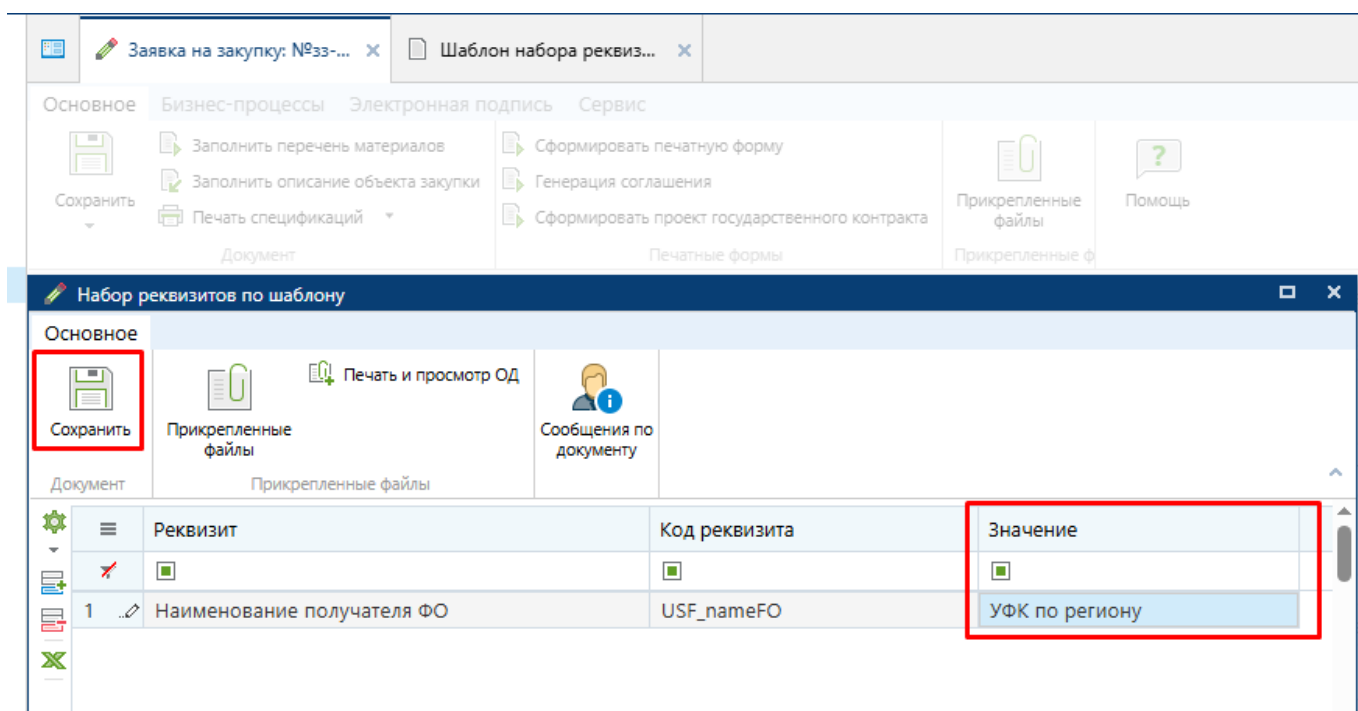 Заявка на закупку: №зз-...
Шаблон набора реквиз...
Основное Бизнес-процессы Электронная подпись Сервис
Сохранить
Заполнить перечень материалов
Заполнить описание объекта закупки
Печать спецификаций
Документ
Сформировать печатную форму
Генерация соглашения
Сформировать проект государственного контракта
Печатные формы
Прикрепленные
файлы
Прикрепленные ф
Помощь
Набор реквизитов по шаблону
Основное
Сохранить
Документ
Прикрепленные
файлы
Печать и просмотр ОД
Прикрепленные файлы
Сообщения по
документу
Реквизит Код реквизита Значение
1 Наименование получателя ФО USF_nameFO УФК по региону